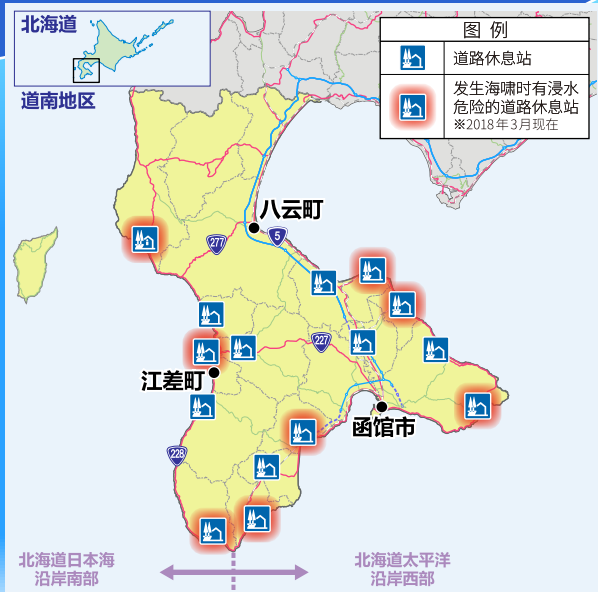 北海道
道南地区
图 例
道路休息站
发生海啸时有浸水
危险的道路休息站
※2018年3月现在
八云町
5
277
227
江差町
函馆市
228
北海道日本海
沿岸南部
北海道太平洋
沿岸西部